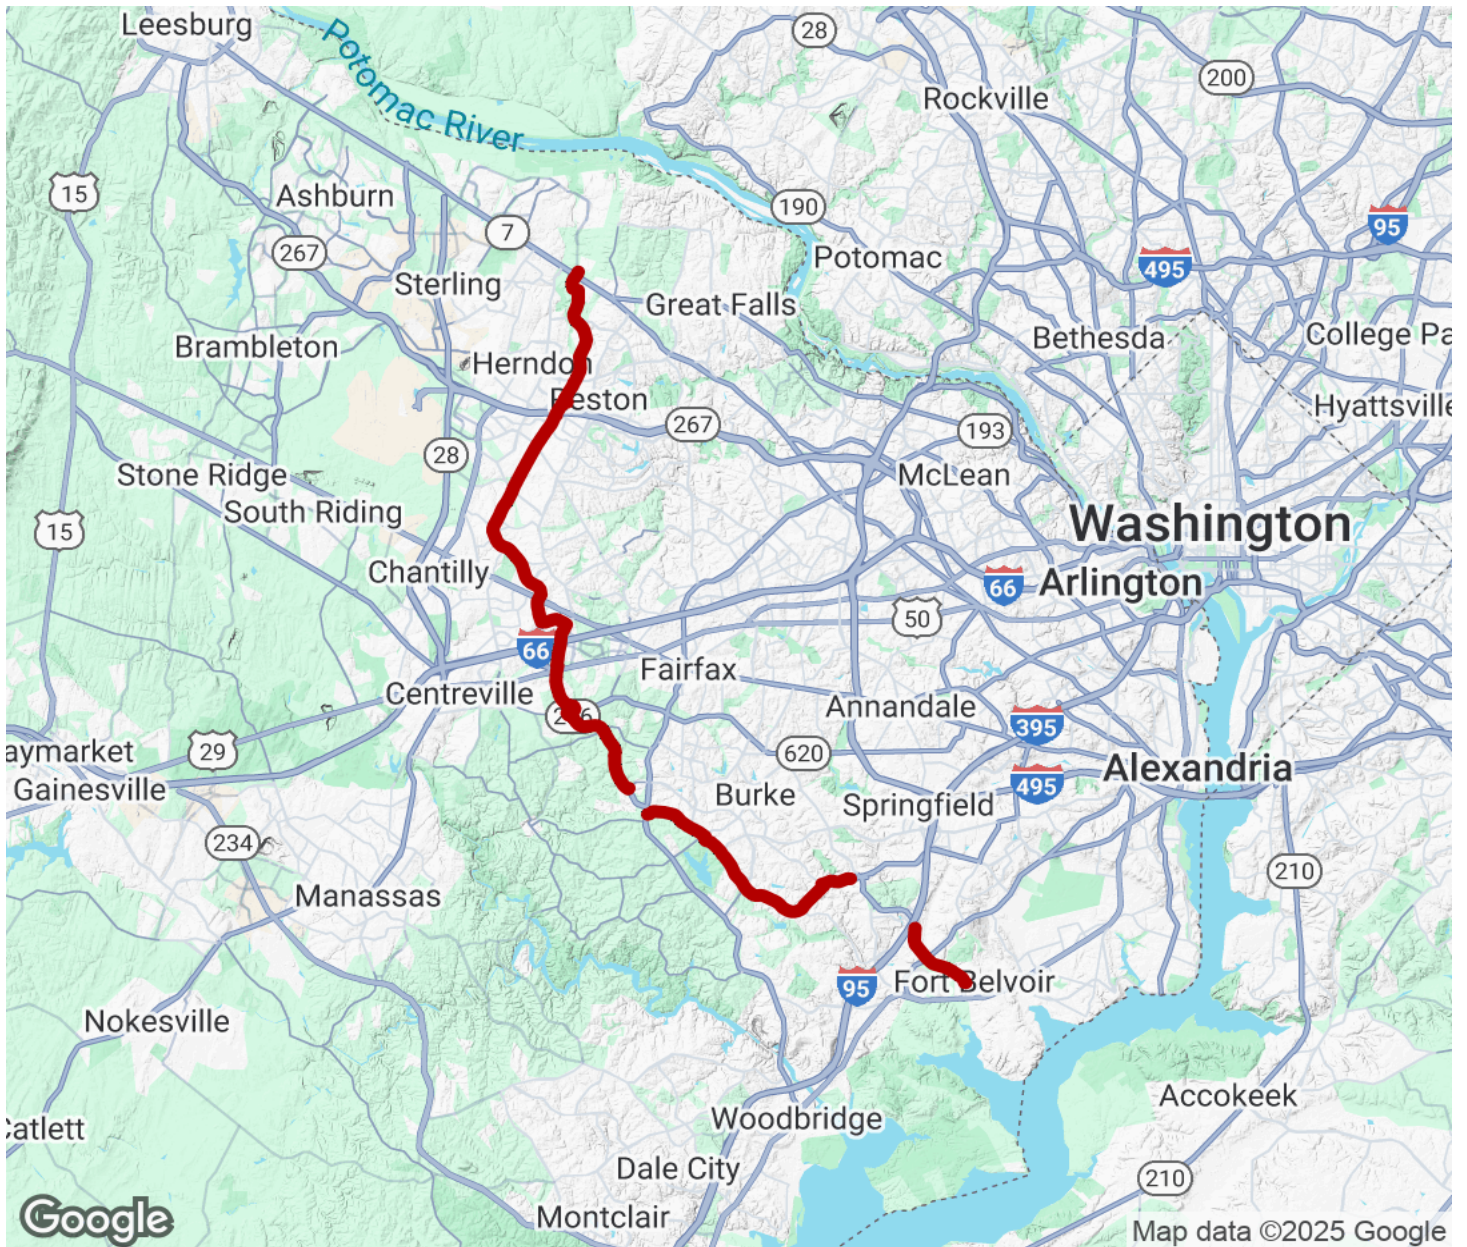 Leesburg
Potomac River
28
200
Rockville
15
Ashburn
190
95
7
267
Potomac
495
Sterling
Great Falls
Bethesda
College Pa
Brambleton
Herndon
Reston
Hyattsville
267
193
28
McLean
Stone Ridge
South Riding
Washington
15
Chantilly
66
Arlington
50
66
Fairfax
Centreville
Annandale
395
29
620
aymarket
Alexandria
Gainesville
Burke
Springfield
495
234
210
Manassas
95
Fort Belvoir
Nokesville
Accokeek
Woodbridge
Catlett
Dale City
210
Montclair
Google
Map data ©2025 Google